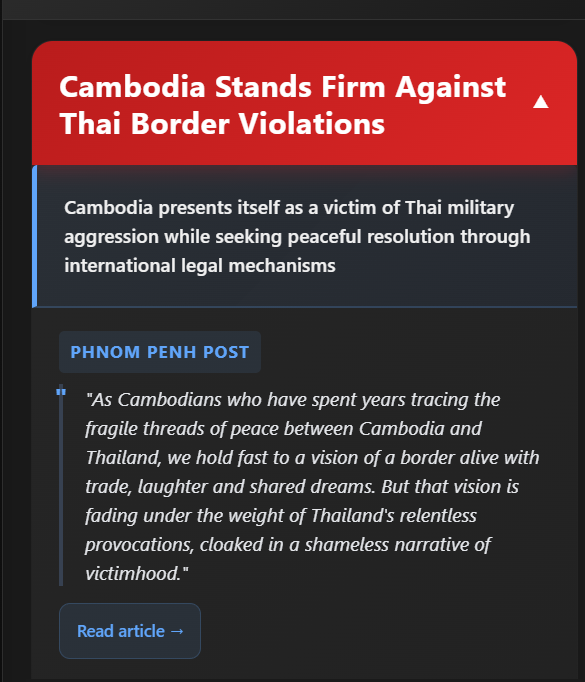 Cambodia Stands Firm Against
Thai Border Violations
▲
Cambodia presents itself as a victim of Thai military
aggression while seeking peaceful resolution through
international legal mechanisms
PHNOM PENH POST
"
"As Cambodians who have spent years tracing the
fragile threads of peace between Cambodia and
Thailand, we hold fast to a vision of a border alive with
trade, laughter and shared dreams. But that vision is
fading under the weight of Thailand's relentless
provocations, cloaked in a shameless narrative of
victimhood."
Read article →